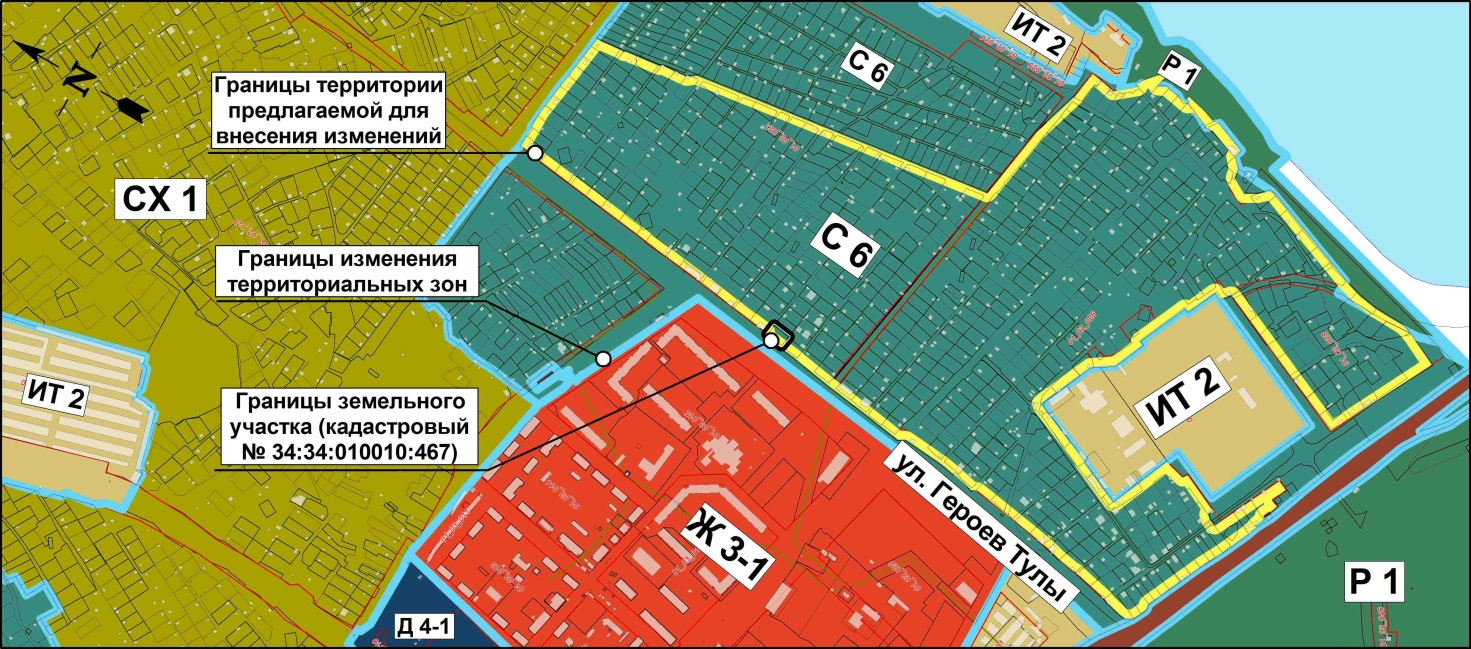 ИТ 2
С 6
Р 1
N
Границы территории
предлагаемой для
внесения изменений
СХ 1
С 6
Границы изменения
территориальных зон
ИТ 2
ИТ 2
Границы земельного
участка (кадастровый
№ 34:34:010010:467)
ул. Героев Тулы
Ж 3-1
Р 1
Д 4-1